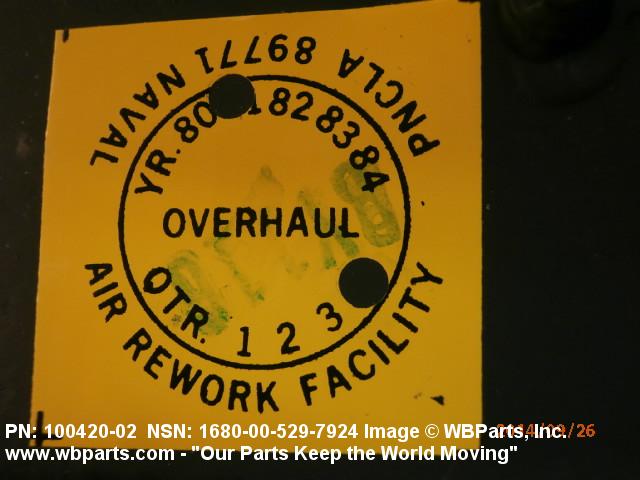 PNCLA 89771 NAVAL
YR. 80 1 82 83 84
OVERHAUL
QTR. 1 2 3
AIR REWORK FACILITY
PN: 100420-02 NSN: 1680-00-529-7924 Image © WBParts, Inc.
www.wbparts.com - "Our Parts Keep the World Moving"